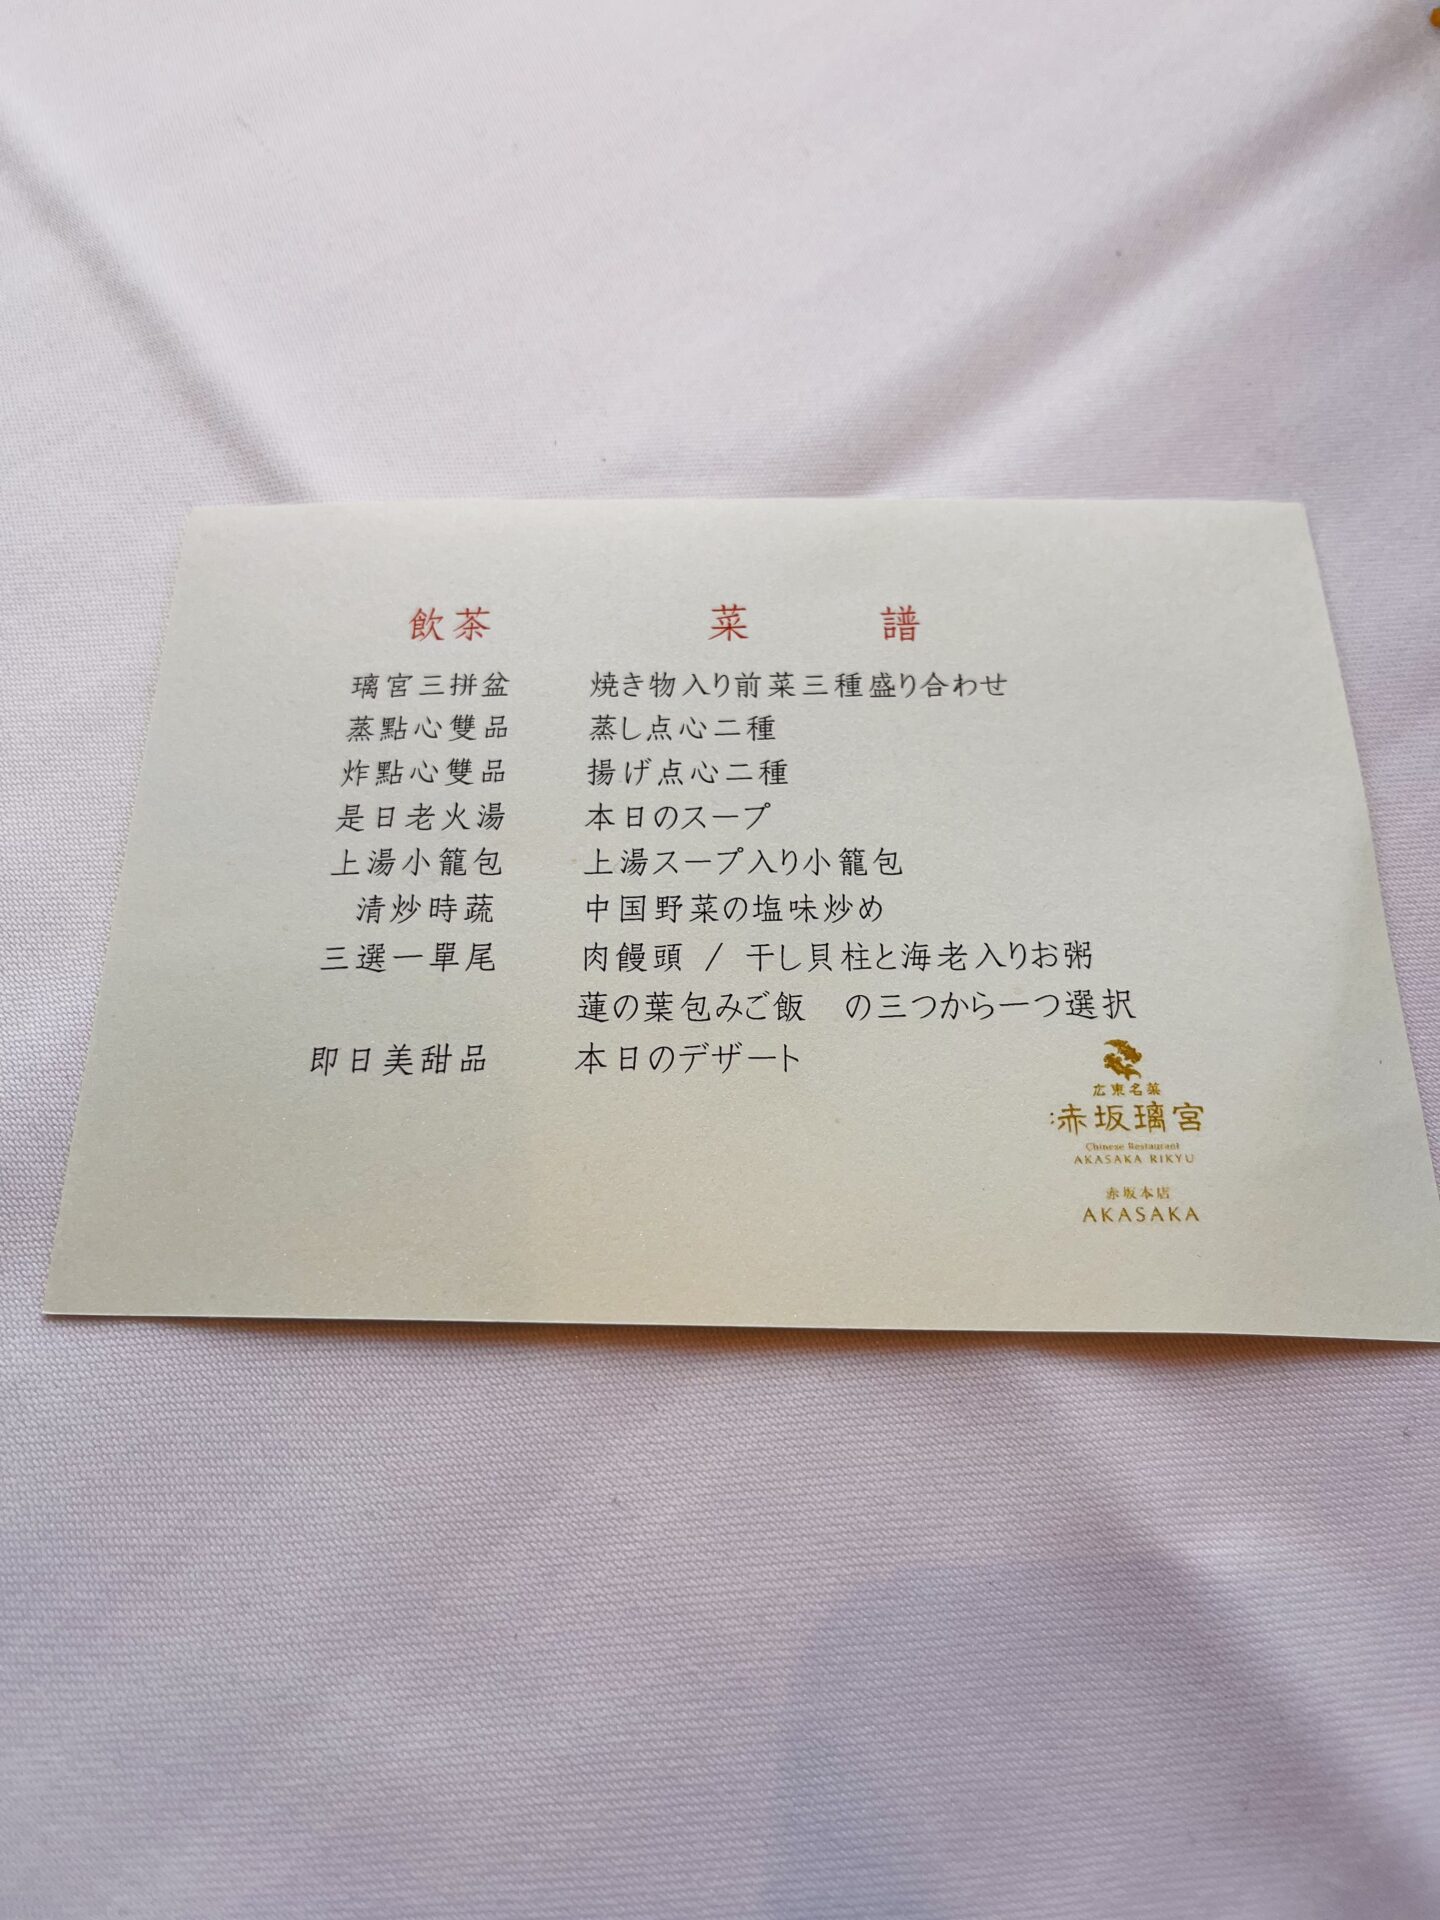 飲茶 菜 譜
璃宮三拼盆 焼き物入り前菜三種盛り合わせ
蒸點心雙品 蒸し点心二種
炸點心雙品 揚げ点心二種
是日老火湯 本日のスープ
上湯小籠包 上湯スープ入り小籠包
清炒時蔬 中国野菜の塩味炒め
三選一單尾 肉饅頭 / 干し貝柱と海老入りお粥
蓮の葉包みご飯 の三つから一つ選択
即日美甜品 本日のデザート
広東名菜
赤坂璃宮
Chinese Restaurant
AKASAKA RIKYU
赤坂本店
AKASAKA